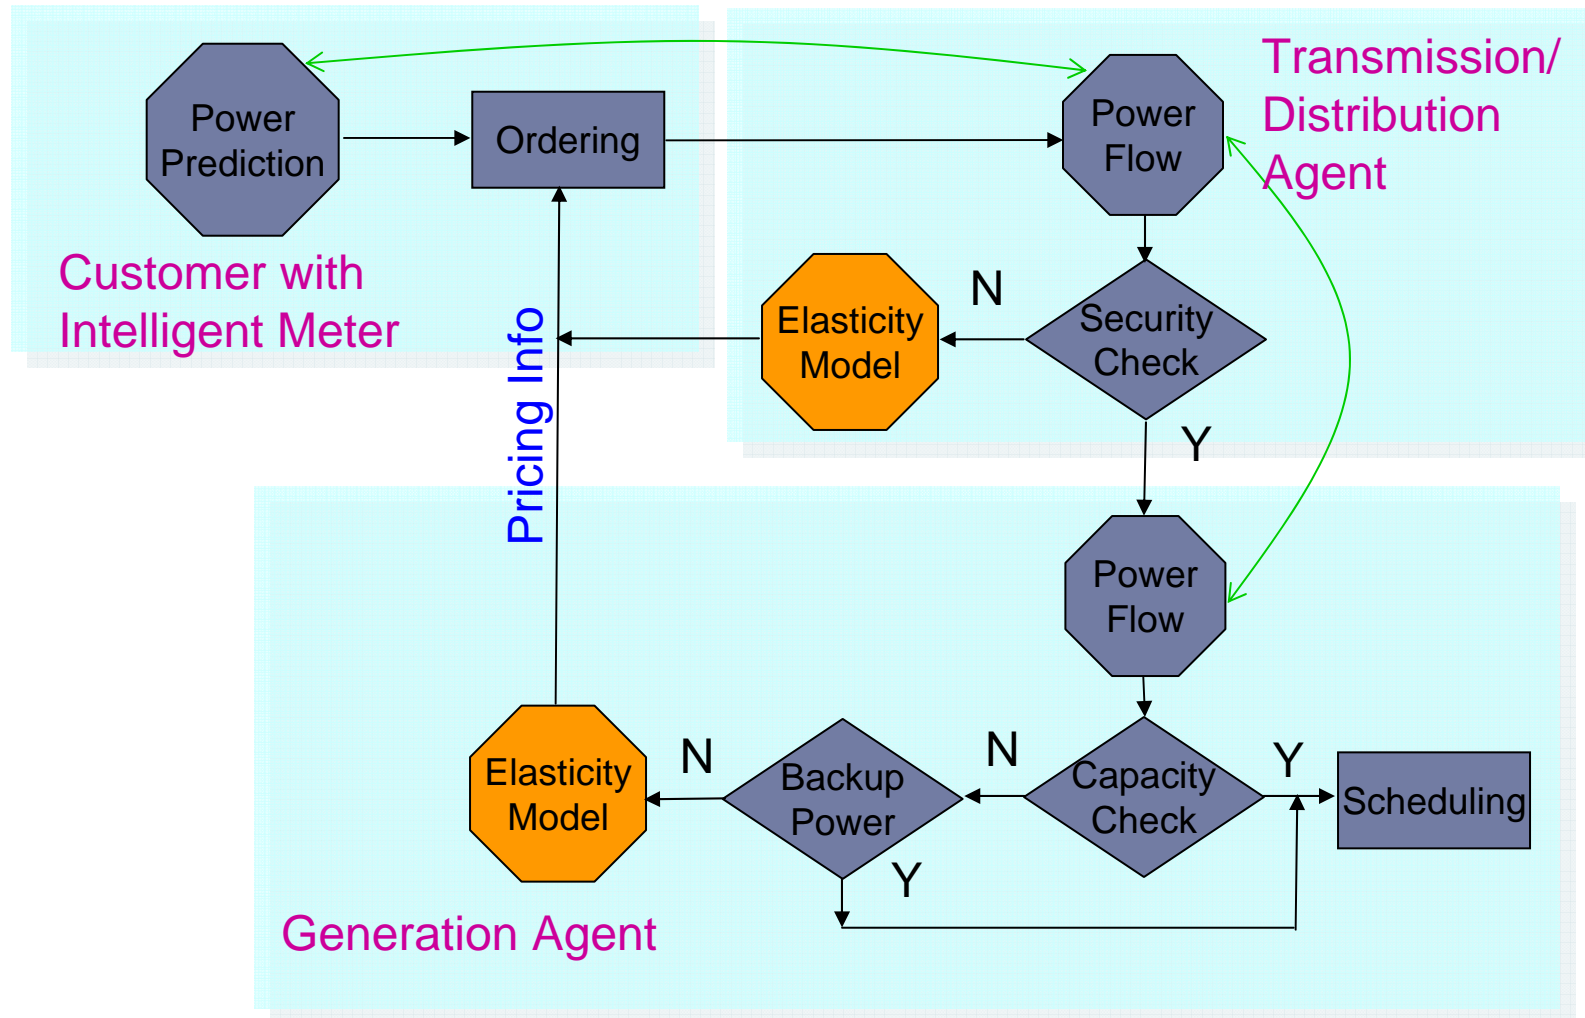 Power
Prediction
Ordering
Customer with
Intelligent Meter
Power
Flow
Transmission/
Distribution
Agent
Security
Check
N
Elasticity
Model
Y
Pricing Info
Power
Flow
Capacity
Check
Y
Scheduling
N
Backup
Power
Y
N
Elasticity
Model
Generation Agent